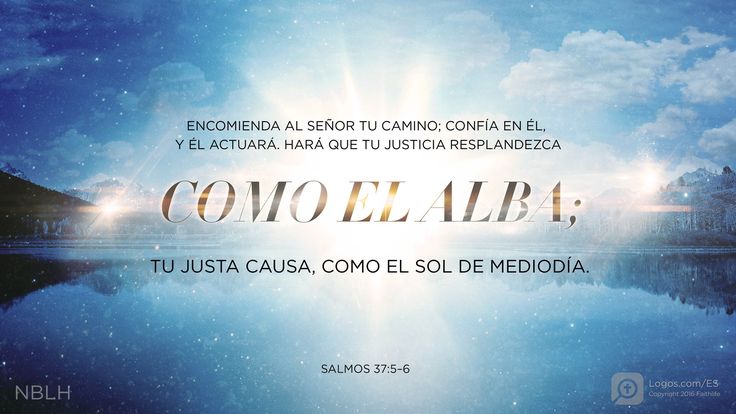 ENCOMIENDA AL SEÑOR TU CAMINO; CONFÍA EN ÉL,
Y ÉL ACTUARÁ. HARÁ QUE TU JUSTICIA RESPLANDEZCA
COMO EL ALBA;
TU JUSTA CAUSA, COMO EL SOL DE MEDIODÍA.
SALMOS 37:5–6
NBLH
Logos.com/ES
Copyright 2016 Faithlife